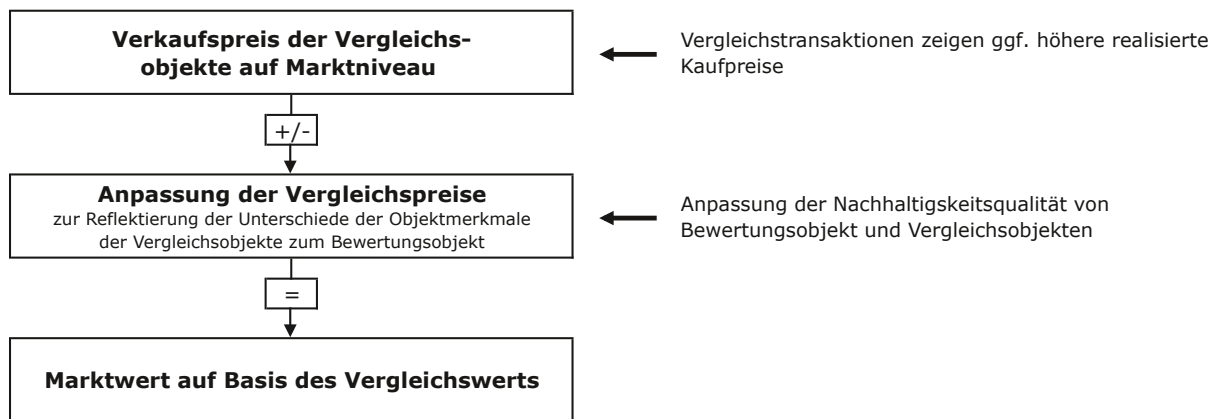 Verkaufspreis der Vergleichs-
objekte auf Marktniveau
Vergleichstransaktionen zeigen ggf. höhere realisierte
Kaufpreise
+/-
Anpassung der Vergleichspreise
zur Reflektierung der Unterschiede der Objektmerkmale
der Vergleichsobjekte zum Bewertungsobjekt
Anpassung der Nachhaltigskeitsqualität von
Bewertungsobjekt und Vergleichsobjekten
=
Marktwert auf Basis des Vergleichswerts